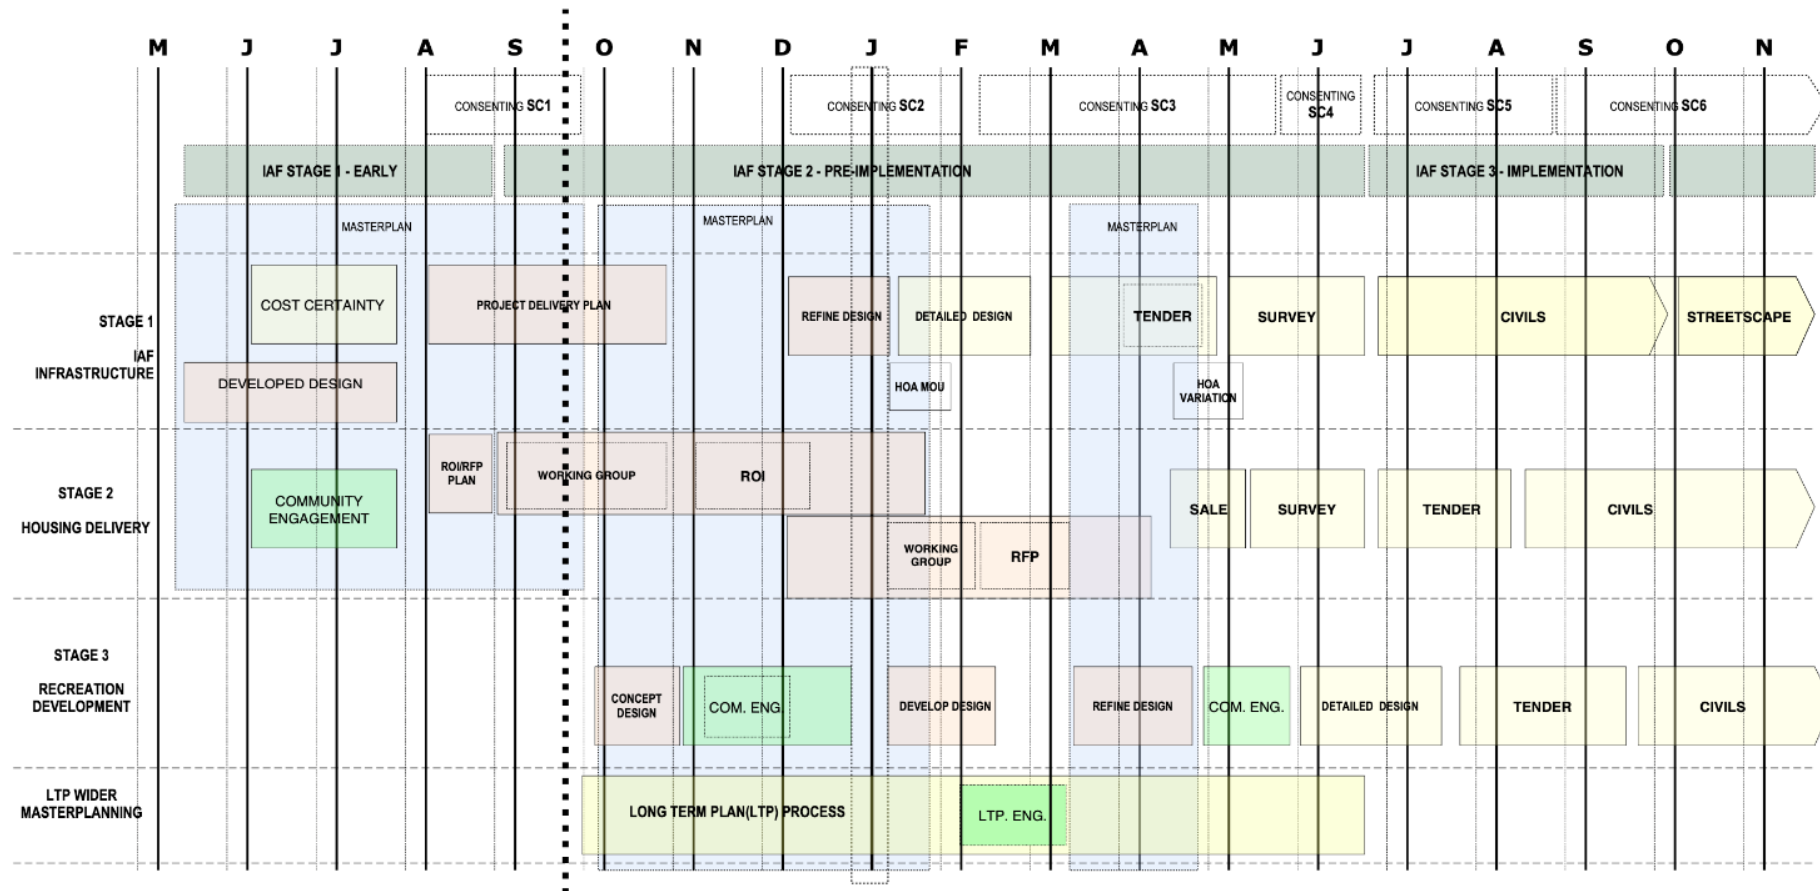 M J J A S O N D J F M A M J J A S O N
CONSENTING SC1
CONSENTING SC2
CONSENTING SC3
CONSENTING
SC4
CONSENTING SC5
CONSENTING SC6
IAF STAGE 1 - EARLY
IAF STAGE 2 - PRE-IMPLEMENTATION
IAF STAGE 3 - IMPLEMENTATION
MASTERPLAN
MASTERPLAN
MASTERPLAN
STAGE 1
IAF
INFRASTRUCTURE
COST CERTAINTY
PROJECT DELIVERY PLAN
REFINE DESIGN
DETAILED DESIGN
TENDER
SURVEY
CIVILS
STREETSCAPE
DEVELOPED DESIGN
HOA MOU
HOA
VARIATION
STAGE 2
HOUSING DELIVERY
COMMUNITY
ENGAGEMENT
ROI/RFP
PLAN
WORKING GROUP
ROI
WORKING
GROUP
RFP
SALE
SURVEY
TENDER
CIVILS
STAGE 3
RECREATION
DEVELOPMENT
CONCEPT
DESIGN
COM. ENG.
DEVELOP DESIGN
REFINE DESIGN
COM. ENG.
DETAILED DESIGN
TENDER
CIVILS
LTP WIDER
MASTERPLANNING
LONG TERM PLAN(LTP) PROCESS
LTP. ENG.